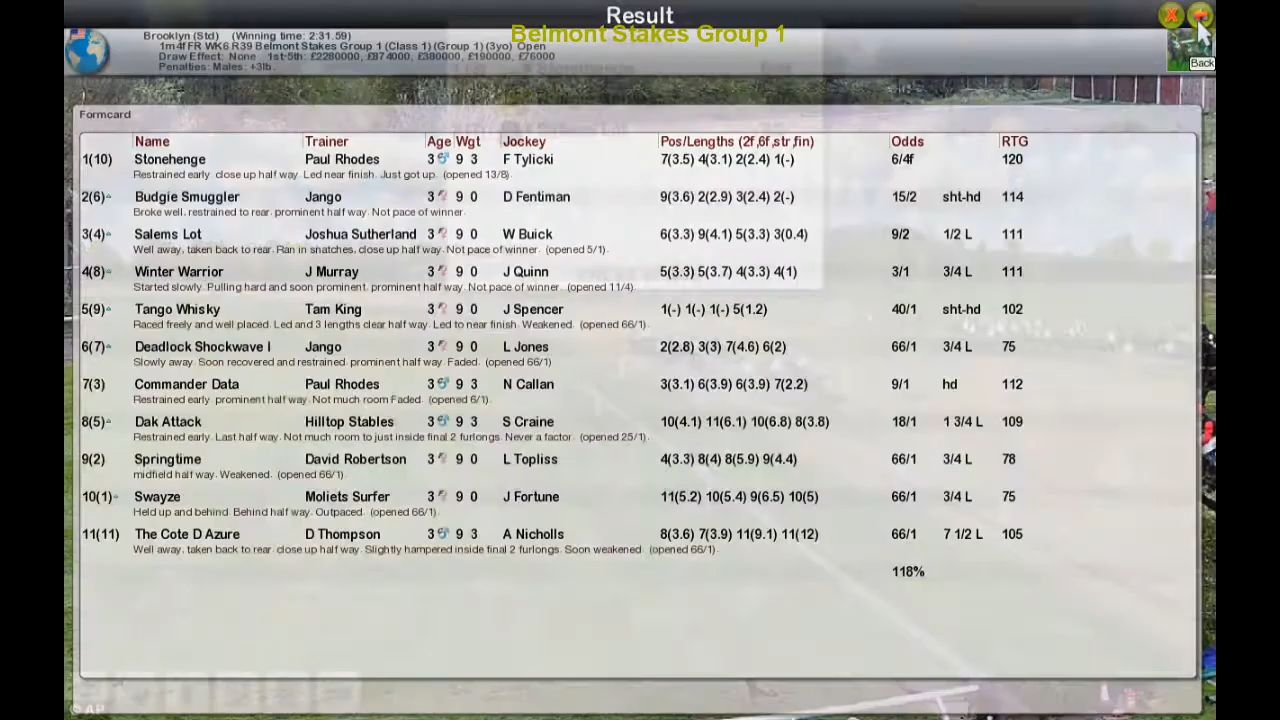 Result
Belmont Stakes Group 1
Brooklyn (Std) (Winning time: 2:31.59)
1m4f FR WK6 R39 Belmont Stakes Group 1 (Class 1) (Group 1) (3yo) Open
Draw Effect: None 1st-5th: £2280000, £874000, £380000, £190000, £76000
Penalties: Males: +3lb.
Back
Formcard
Name Trainer Age Wgt Jockey Pos/Lengths (2f,6f,str,fin) Odds RTG
1(10) Stonehenge Paul Rhodes 3 9 3 F Tylicki 7(3.5) 4(3.1) 2(2.4) 1(-) 6/4f 120
Restrained early. close up half way. Led near finish. Just got up. (opened 13/8).
2(6) Budgie Smuggler Jango 3 9 0 D Fentiman 9(3.6) 2(2.9) 3(2.4) 2(-) 15/2 sht-hd 114
Broke well, restrained to rear. prominent half way. Not pace of winner.
3(4) Salems Lot Joshua Sutherland 3 9 0 W Buick 6(3.3) 9(4.1) 5(3.3) 3(0.4) 9/2 1/2 L 111
Well away, taken back to rear. Ran in snatches, close up half way. Not pace of winner. (opened 5/1).
4(8) Winter Warrior J Murray 3 9 0 J Quinn 5(3.3) 5(3.7) 4(3.3) 4(1) 3/1 3/4 L 111
Started slowly. Pulling hard and soon prominent, prominent half way. Not pace of winner. (opened 11/4).
5(9) Tango Whisky Tam King 3 9 0 J Spencer 1(-) 1(-) 1(-) 5(1.2) 40/1 sht-hd 102
Raced freely and well placed. Led and 3 lengths clear half way. Led to near finish. Weakened. (opened 66/1).
6(7) Deadlock Shockwave I Jango 3 9 0 L Jones 2(2.8) 3(3) 7(4.6) 6(2) 66/1 3/4 L 75
Slowly away. Soon recovered and restrained, prominent half way. Faded. (opened 66/1).
7(3) Commander Data Paul Rhodes 3 9 3 N Callan 3(3.1) 6(3.9) 6(3.9) 7(2.2) 9/1 hd 112
Restrained early. prominent half way. Not much room Faded. (opened 6/1).
8(5) Dak Attack Hilltop Stables 3 9 3 S Craine 10(4.1) 11(6.1) 10(6.8) 8(3.8) 18/1 1 3/4 L 109
Restrained early. Last half way. Not much room to just inside final 2 furlongs. Never a factor. (opened 25/1).
9(2) Springtime David Robertson 3 9 0 L Topliss 4(3.3) 8(4) 8(5.9) 9(4.4) 66/1 3/4 L 78
midfield half way. Weakened. (opened 66/1).
10(1) Swayze Moliets Surfer 3 9 0 J Fortune 11(5.2) 10(5.4) 9(6.5) 10(5) 66/1 3/4 L 75
Held up and behind. Behind half way. Outpaced. (opened 66/1).
11(11) The Cote D Azure D Thompson 3 9 3 A Nicholls 8(3.6) 7(3.9) 11(9.1) 11(12) 66/1 7 1/2 L 105
Well away, taken back to rear. close up half way. Slightly hampered inside final 2 furlongs. Soon weakened. (opened 66/1).
118%
© AP